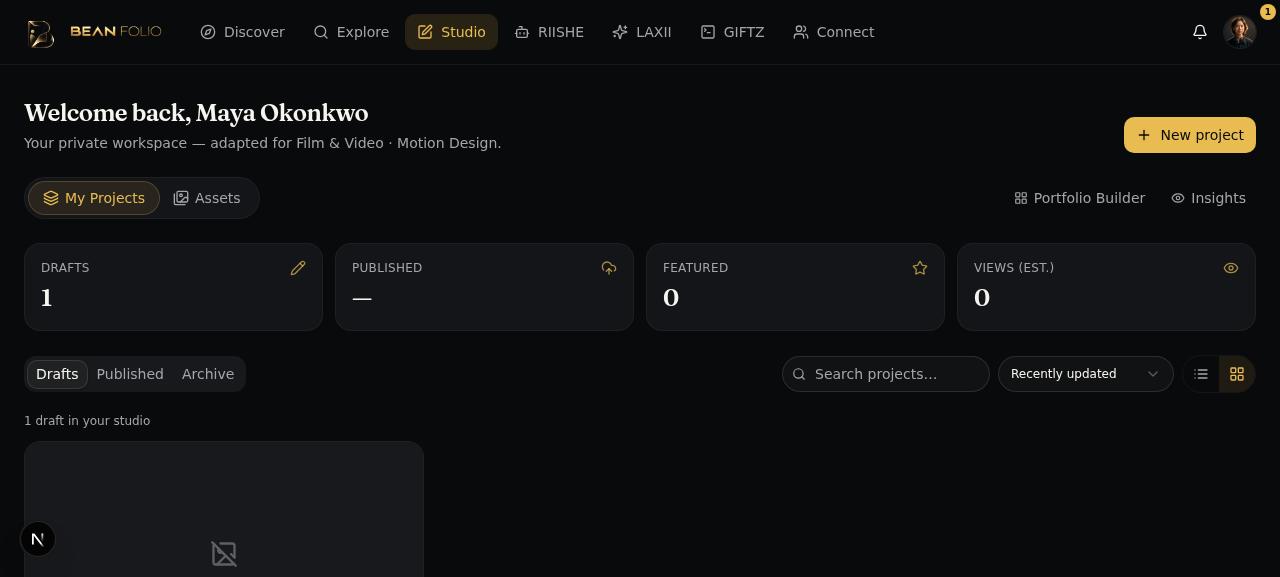 BEAN FOLIO
Discover
Explore
Studio
RIISHE
LAXII
GIFTZ
Connect
1
Welcome back, Maya Okonkwo
Your private workspace — adapted for Film & Video · Motion Design.
New project
My Projects
Assets
Portfolio Builder
Insights
DRAFTS
1
PUBLISHED
—
FEATURED
0
VIEWS (EST.)
0
Drafts
Published
Archive
Search projects…
Recently updated
1 draft in your studio
N